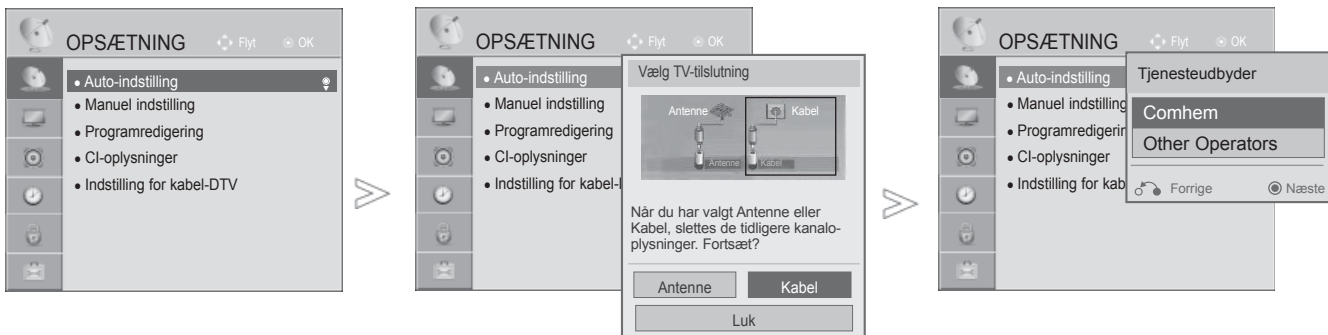 OPSÆTNING Flyt OK
• Auto-indstilling
• Manuel indstilling
• Programredigering
• CI-oplysninger
• Indstilling for kabel-DTV
OPSÆTNING Flyt OK
• Auto-indstilling
• Manuel indstilling
• Programredigering
• CI-oplysninger
• Indstilling for kabel-
Vælg TV-tilslutning
Antenne Kabel
Antenne Kabel
Når du har valgt Antenne eller
Kabel, slettes de tidligere kanalo-
plysninger. Fortsæt?
Antenne Kabel
Luk
OPSÆTNING Flyt OK
• Auto-indstilling
• Manuel indstilling
• Programredigerin
• CI-oplysninger
• Indstilling for kab
Tjenesteudbyder
Comhem
Other Operators
Forrige Næste